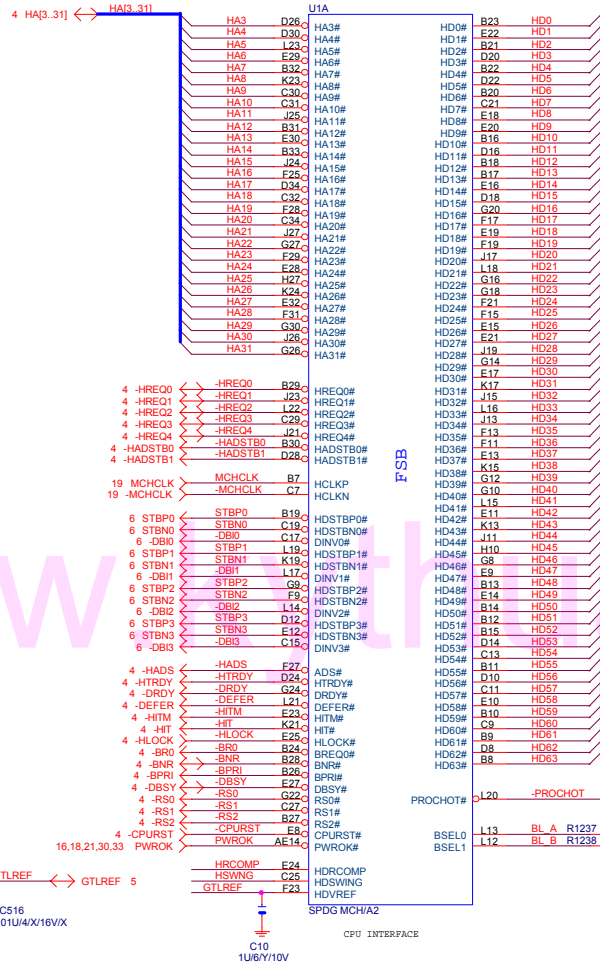 4 HA[3..31] HA[3..31]
U1A
HA3 D26 HA3#
HA4 D30 HA4#
HA5 L23 HA5#
HA6 E29 HA6#
HA7 B32 HA7#
HA8 K23 HA8#
HA9 C30 HA9#
HA10 C31 HA10#
HA11 J25 HA11#
HA12 B31 HA12#
HA13 E30 HA13#
HA14 B33 HA14#
HA15 J24 HA15#
HA16 F25 HA16#
HA17 D34 HA17#
HA18 C32 HA18#
HA19 F28 HA19#
HA20 C34 HA20#
HA21 J27 HA21#
HA22 G27 HA22#
HA23 F29 HA23#
HA24 E28 HA24#
HA25 H27 HA25#
HA26 K24 HA26#
HA27 E32 HA27#
HA28 F31 HA28#
HA29 G30 HA29#
HA30 J26 HA30#
HA31 G26 HA31#
4 -HREQ0 -HREQ0 B29 HREQ0#
4 -HREQ1 -HREQ1 J23 HREQ1#
4 -HREQ2 -HREQ2 L22 HREQ2#
4 -HREQ3 -HREQ3 C29 HREQ3#
4 -HREQ4 -HREQ4 J21 HREQ4#
4 -HADSTB0 -HADSTB0 B30 HADSTB0#
4 -HADSTB1 -HADSTB1 D28 HADSTB1#
19 MCHCLK MCHCLK B7 HCLKP
19 -MCHCLK -MCHCLK C7 HCLKN
6 STBP0 STBP0 B19 HDSTBP0#
6 STBN0 STBN0 C19 HDSTBN0#
6 -DBI0 -DBI0 C17 DINV0#
6 STBP1 STBP1 L19 HDSTBP1#
6 STBN1 STBN1 K19 HDSTBN1#
6 -DBI1 -DBI1 L17 DINV1#
6 STBP2 STBP2 G9 HDSTBP2#
6 STBN2 STBN2 F9 HDSTBN2#
6 -DBI2 -DBI2 L14 DINV2#
6 STBP3 STBP3 D12 HDSTBP3#
6 STBN3 STBN3 E12 HDSTBN3#
6 -DBI3 -DBI3 C15 DINV3#
4 -HADS -HADS F27 ADS#
4 -HTRDY -HTRDY D24 HTRDY#
4 -DRDY -DRDY G24 DRDY#
4 -DEFER -DEFER L21 DEFER#
4 -HITM -HITM E23 HITM#
4 -HIT -HIT K21 HIT#
4 -HLOCK -HLOCK E25 HLOCK#
4 -BR0 -BR0 B24 BREQ0#
4 -BNR -BNR B28 BNR#
4 -BPRI -BPRI B26 BPRI#
4 -DBSY -DBSY E27 DBSY#
4 -RS0 -RS0 G22 RS0#
4 -RS1 -RS1 C27 RS1#
4 -RS2 -RS2 B27 RS2#
4 -CPURST -CPURST E8 CPURST#
16,18,21,30,33 PWROK PWROK AE14 PWROK#
HRCOMP E24 HDRCOMP
HSWNG C25 HDSWING
TLREF GTLREF 5 GTLREF F23 HDVREF
FSB
HD0# B23 HD0
HD1# E22 HD1
HD2# B21 HD2
HD3# D20 HD3
HD4# B22 HD4
HD5# D22 HD5
HD6# B20 HD6
HD7# C21 HD7
HD8# E18 HD8
HD9# E20 HD9
HD10# B16 HD10
HD11# D16 HD11
HD12# B18 HD12
HD13# B17 HD13
HD14# E16 HD14
HD15# D18 HD15
HD16# G20 HD16
HD17# F17 HD17
HD18# E19 HD18
HD19# F19 HD19
HD20# J17 HD20
HD21# L18 HD21
HD22# G16 HD22
HD23# G18 HD23
HD24# F21 HD24
HD25# F15 HD25
HD26# E15 HD26
HD27# E21 HD27
HD28# J19 HD28
HD29# G14 HD29
HD30# E17 HD30
HD31# K17 HD31
HD32# J15 HD32
HD33# L16 HD33
HD34# J13 HD34
HD35# F13 HD35
HD36# F11 HD36
HD37# E13 HD37
HD38# K15 HD38
HD39# G12 HD39
HD40# G10 HD40
HD41# L15 HD41
HD42# E11 HD42
HD43# K13 HD43
HD44# J11 HD44
HD45# H10 HD45
HD46# G8 HD46
HD47# E9 HD47
HD48# B13 HD48
HD49# E14 HD49
HD50# B14 HD50
HD51# B12 HD51
HD52# B15 HD52
HD53# D14 HD53
HD54# C13 HD54
HD55# B11 HD55
HD56# D10 HD56
HD57# C11 HD57
HD58# E10 HD58
HD59# B10 HD59
HD60# C9 HD60
HD61# B9 HD61
HD62# D8 HD62
HD63# B8 HD63
PROCHOT# L20 -PROCHOT
BSEL0 L13 BL_A R1237
BSEL1 L12 BL_B R1238
SPDG MCH/A2
CPU INTERFACE
C516
01U/4/X/16V/X
C10
1U/6/Y/10V
w kythu